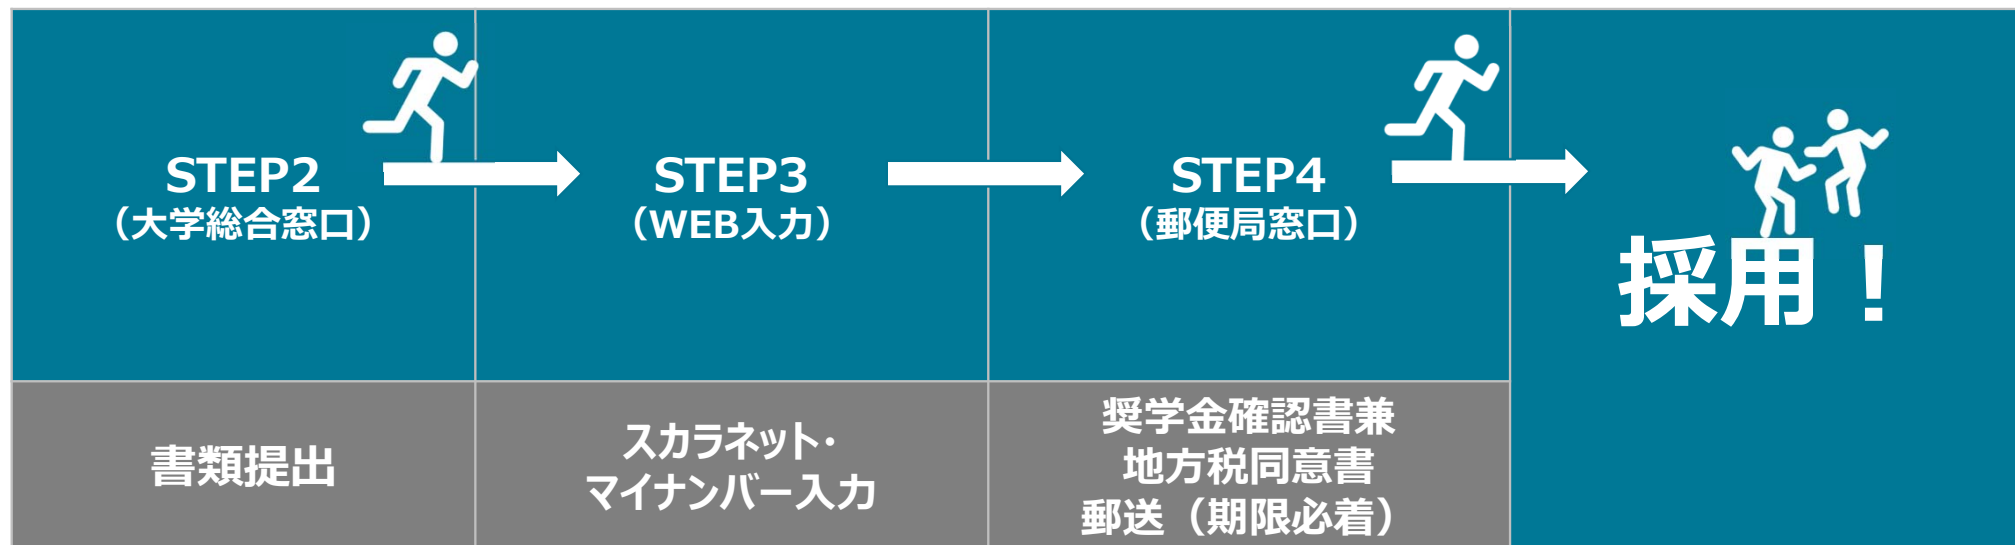 STEP2
（大学総合窓口）
STEP3
（WEB入力）
STEP4
（郵便局窓口）
採用！
書類提出
スカラネット・
マイナンバー入力
奨学金確認書兼
地方税同意書
郵送（期限必着）